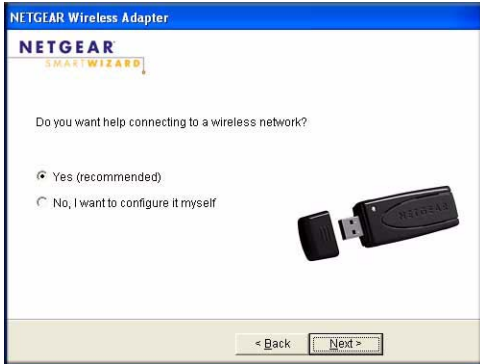 NETGEAR Wireless Adapter
NETGEAR
SMARTWIZARD
Do you want help connecting to a wireless network?
Yes (recommended)
No, I want to configure it myself
NETGEAR
< Back
Next >